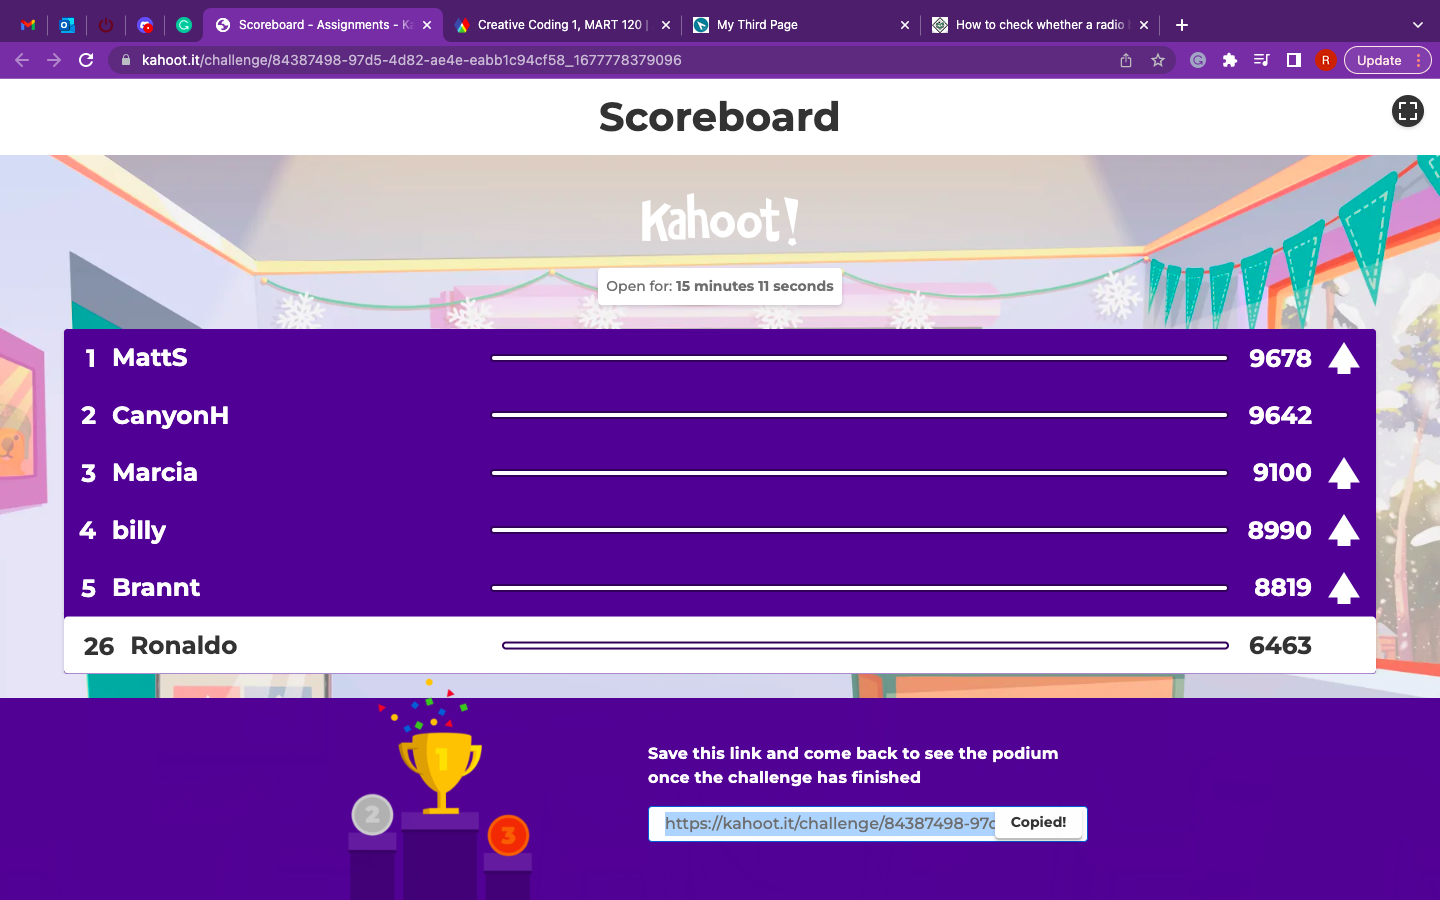 Scoreboard - Assignments - Ka
Creative Coding 1, MART 120 |
My Third Page
How to check whether a radio
kahoot.it/challenge/84387498-97d5-4d82-ae4e-eabb1c94cf58_1677778379096
R
Update
Scoreboard
Kahoot!
Open for: 15 minutes 11 seconds
1 MattS 9678
2 CanyonH 9642
3 Marcia 9100
4 billy 8990
5 Brannt 8819
26 Ronaldo 6463
1
2
3
Save this link and come back to see the podium
once the challenge has finished
https://kahoot.it/challenge/84387498-97d
Copied!